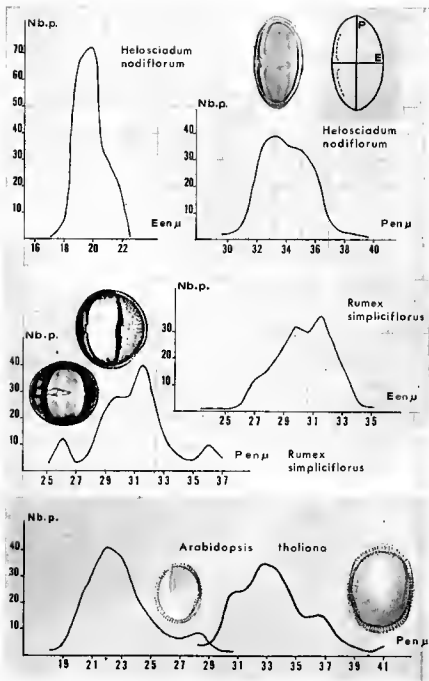 Nb.p.
70
60
50
40
30
20
10
Helosciadum
nodiflorum
E en µ
16 18 20 22 24
P
E
Nb.p.
40
30
20
10
Helosciadum
nodiflorum
P en µ
30 32 34 36 38 40
Nb.p.
40
30
20
10
P en µ
Rumex
simpliciflorus
25 27 29 31 33 35 37
Nb.p.
30
20
10
Rumex
simpliciflorus
E en µ
25 27 29 31 33 35
Nb.p.
40
30
20
10
Arabidopsis thaliana
P en µ
19 21 23 25 27 29 31 33 35 37 39 41